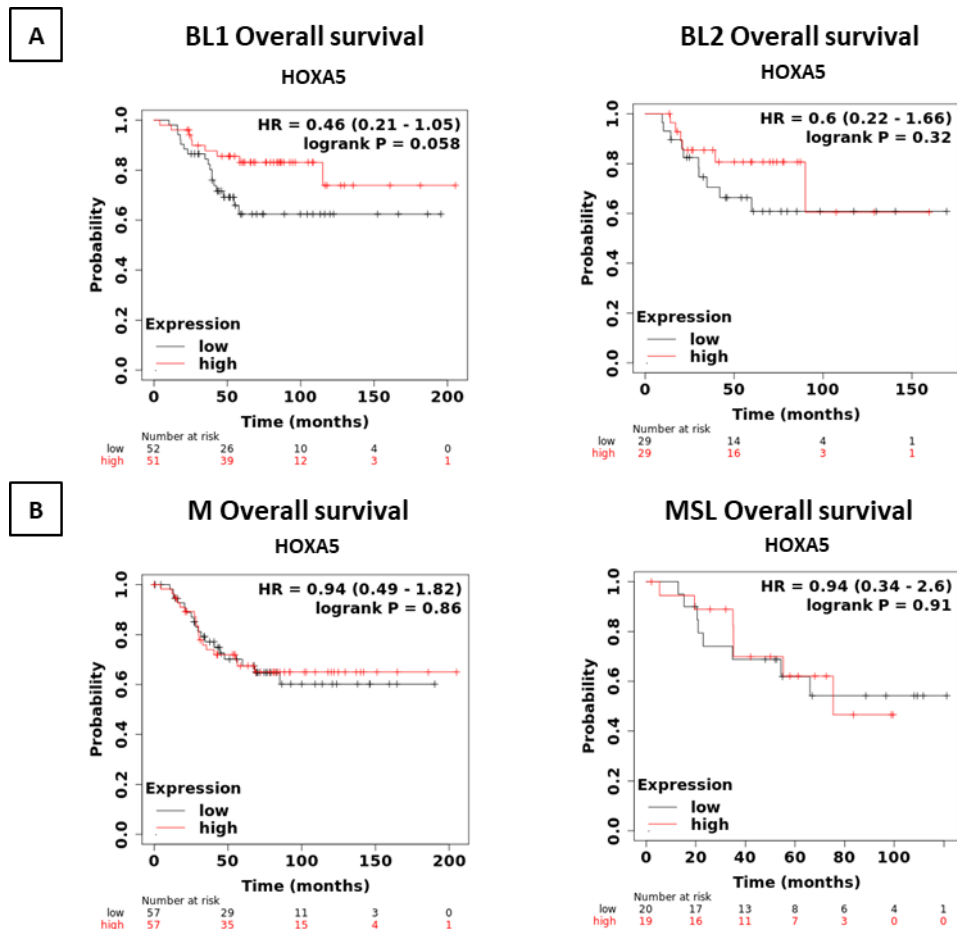 A
BL1 Overall survival
HOXA5
HR = 0.46 (0.21 - 1.05)
logrank P = 0.058
Probability
1.0
0.8
0.6
0.4
0.2
0.0
Expression
low
high
0 50 100 150 200
Time (months)
Number at risk
low 52 26 10 4 0
high 51 39 12 3 1
BL2 Overall survival
HOXA5
HR = 0.6 (0.22 - 1.66)
logrank P = 0.32
Probability
1.0
0.8
0.6
0.4
0.2
0.0
Expression
low
high
0 50 100 150
Time (months)
Number at risk
low 29 14 4 1
high 29 16 3 1
B
M Overall survival
HOXA5
HR = 0.94 (0.49 - 1.82)
logrank P = 0.86
Probability
1.0
0.8
0.6
0.4
0.2
0.0
Expression
low
high
0 50 100 150 200
Time (months)
Number at risk
low 57 29 11 3 0
high 57 35 15 4 1
MSL Overall survival
HOXA5
HR = 0.94 (0.34 - 2.6)
logrank P = 0.91
Probability
1.0
0.8
0.6
0.4
0.2
0.0
Expression
low
high
0 20 40 60 80 100
Time (months)
Number at risk
low 20 17 13 8 6 4 1
high 19 16 11 7 3 0 0